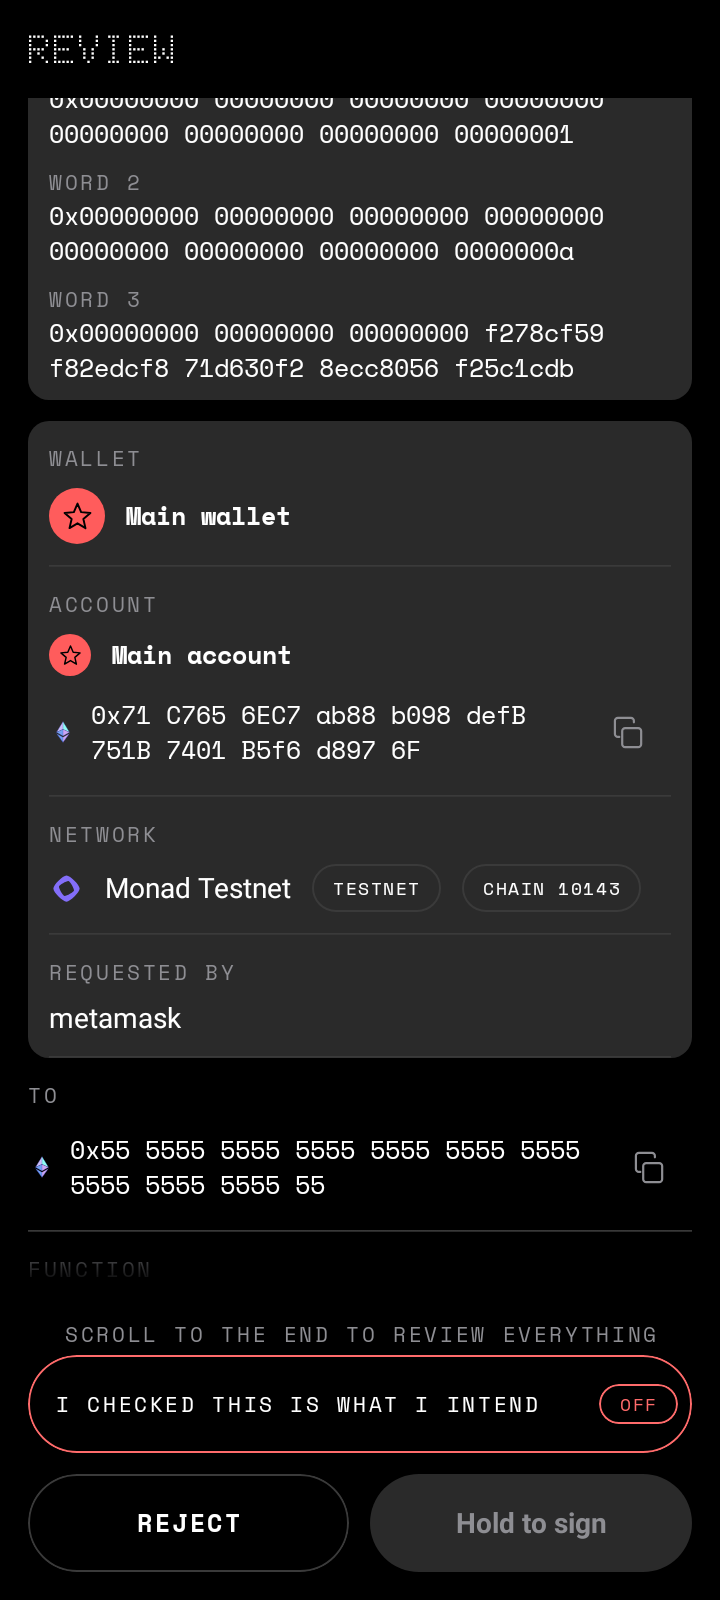 REVIEW
0x00000000 00000000 00000000 00000000
00000000 00000000 00000000 00000001
WORD 2
0x00000000 00000000 00000000 00000000
00000000 00000000 00000000 0000000a
WORD 3
0x00000000 00000000 00000000 f278cf59
f82edcf8 71d630f2 8ecc8056 f25c1cdb
WALLET
Main wallet
ACCOUNT
Main account
0x71 C765 6EC7 ab88 b098 defB
751B 7401 B5f6 d897 6F
NETWORK
Monad Testnet TESTNET CHAIN 10143
REQUESTED BY
metamask
TO
0x55 5555 5555 5555 5555 5555 5555
5555 5555 5555 55
FUNCTION
SCROLL TO THE END TO REVIEW EVERYTHING
I CHECKED THIS IS WHAT I INTEND OFF
REJECT Hold to sign